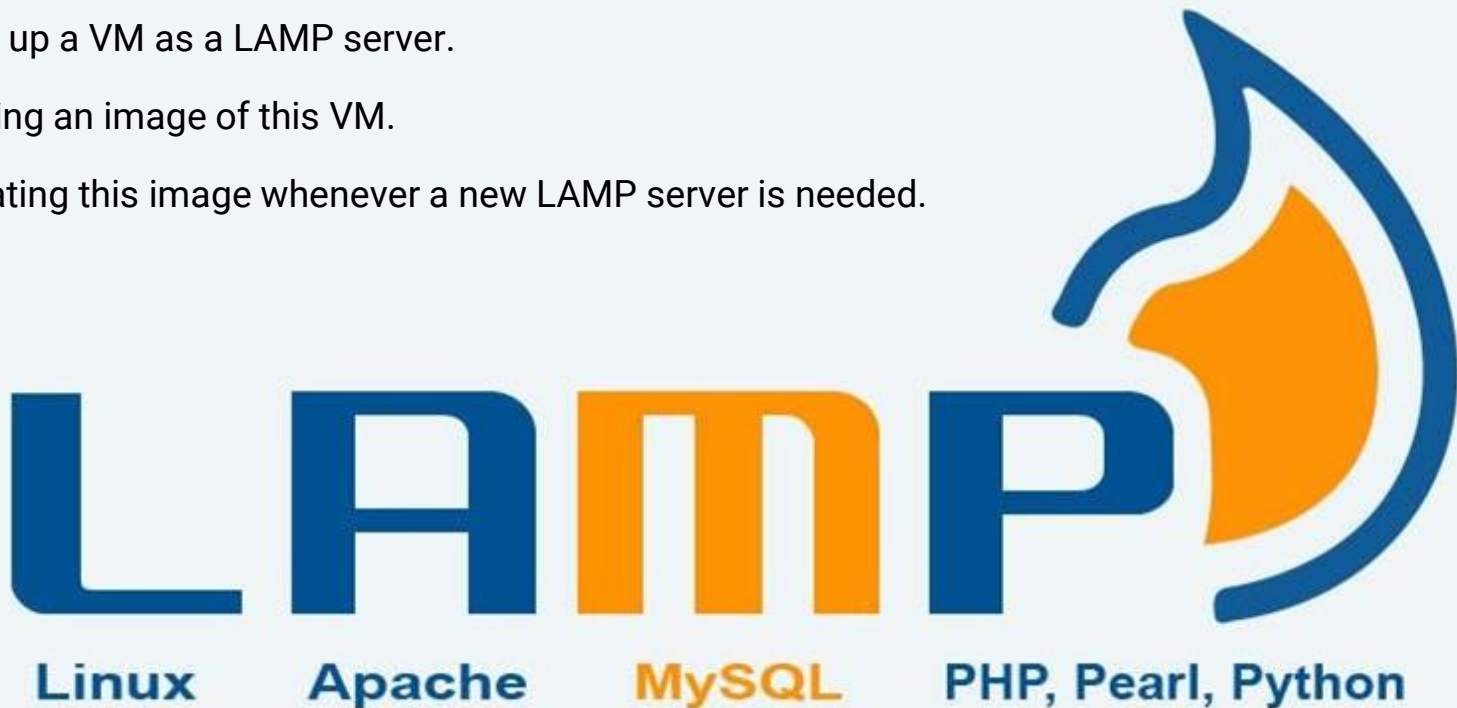 up a VM as a LAMP server.
ing an image of this VM.
ating this image whenever a new LAMP server is needed.
LAMP
Linux Apache MySQL PHP, Pearl, Python